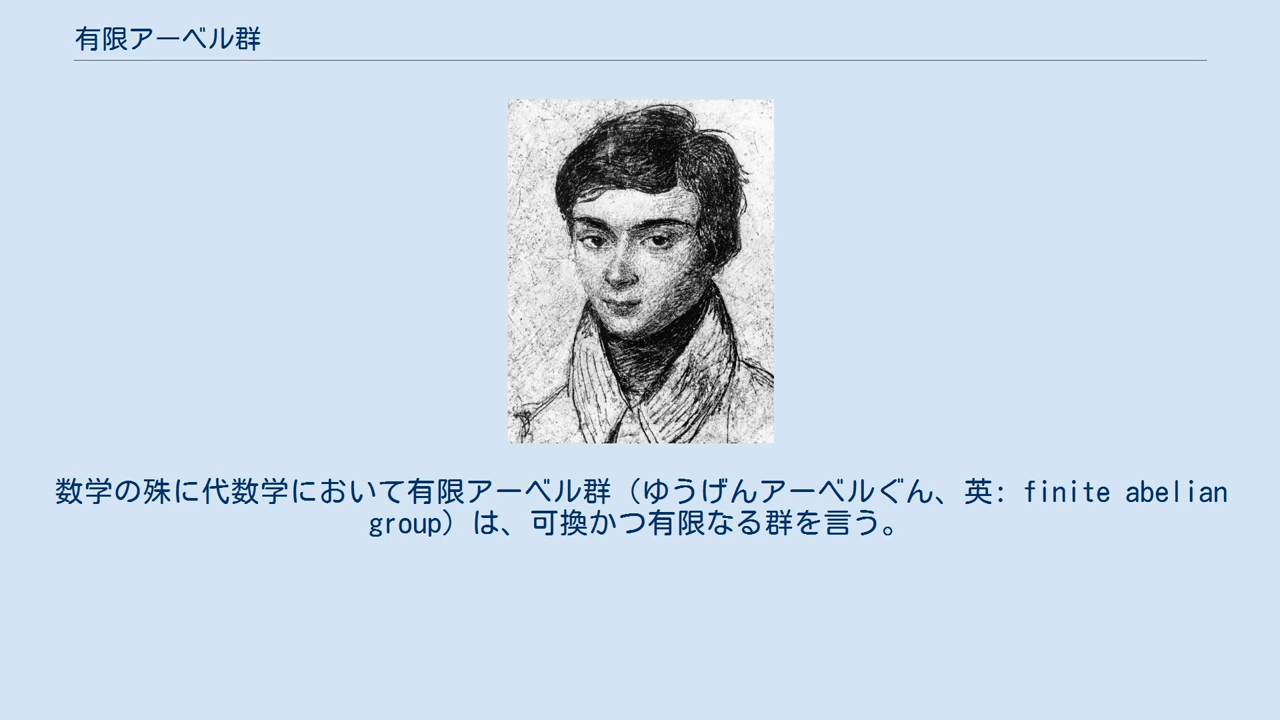 有限アーベル群
数学の殊に代数学において有限アーベル群（ゆうげんアーベルぐん、英: finite abelian
group）は、可換かつ有限なる群を言う。